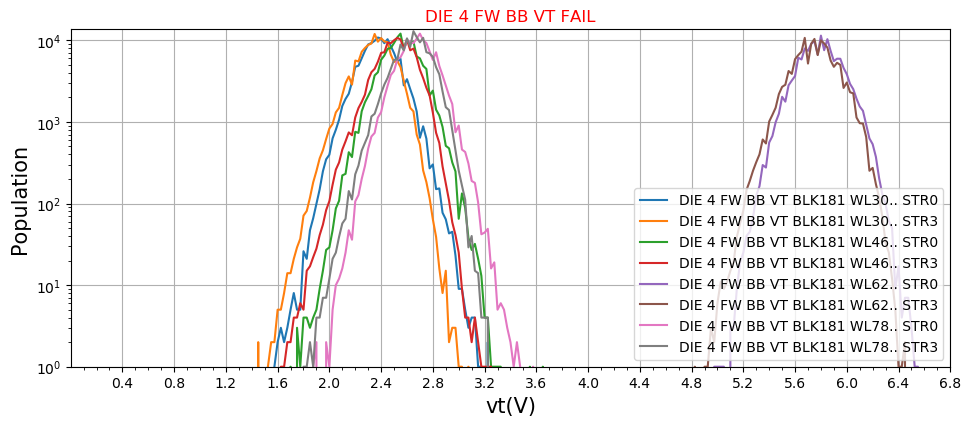 DIE 4 FW BB VT FAIL
Population
10⁴
10³
10²
10¹
10⁰
DIE 4 FW BB VT BLK181 WL30.. STR0
DIE 4 FW BB VT BLK181 WL30.. STR3
DIE 4 FW BB VT BLK181 WL46.. STR0
DIE 4 FW BB VT BLK181 WL46.. STR3
DIE 4 FW BB VT BLK181 WL62.. STR0
DIE 4 FW BB VT BLK181 WL62.. STR3
DIE 4 FW BB VT BLK181 WL78.. STR0
DIE 4 FW BB VT BLK181 WL78.. STR3
0.4 0.8 1.2 1.6 2.0 2.4 2.8 3.2 3.6 4.0 4.4 4.8 5.2 5.6 6.0 6.4 6.8
vt(V)